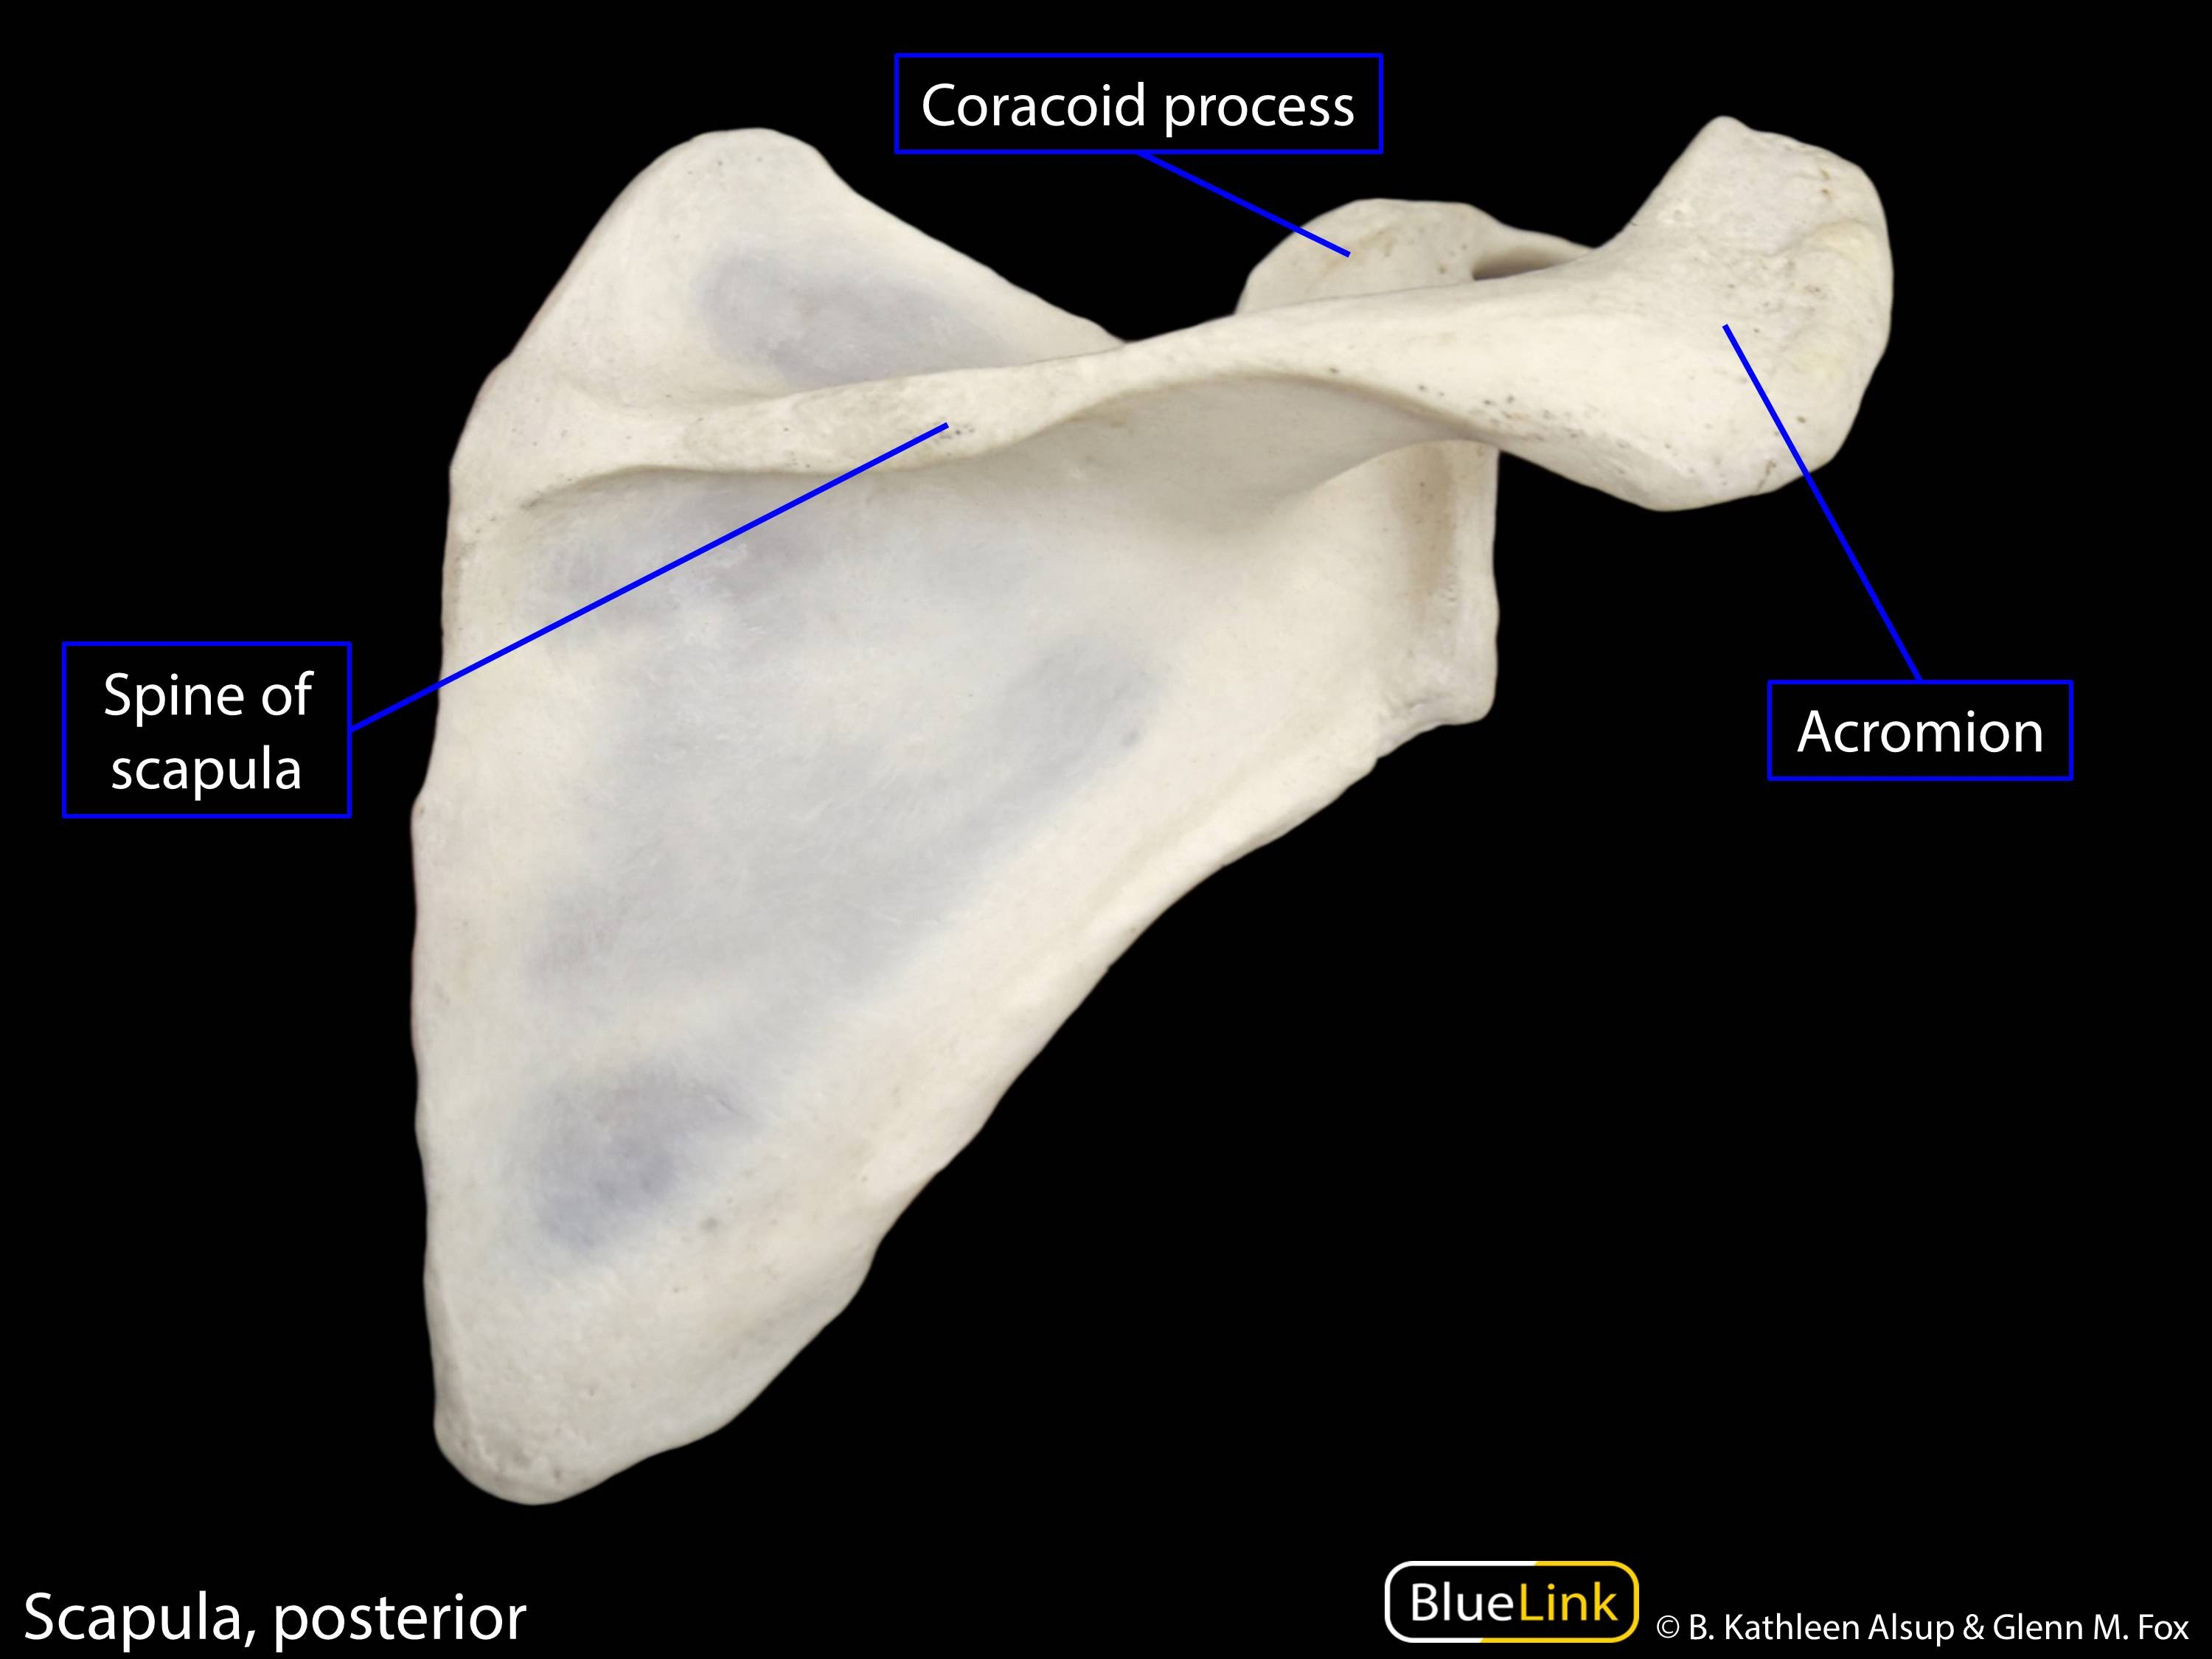 Coracoid process
Spine of
scapula
Acromion
Scapula, posterior
BlueLink
© B. Kathleen Alsup & Glenn M. Fox